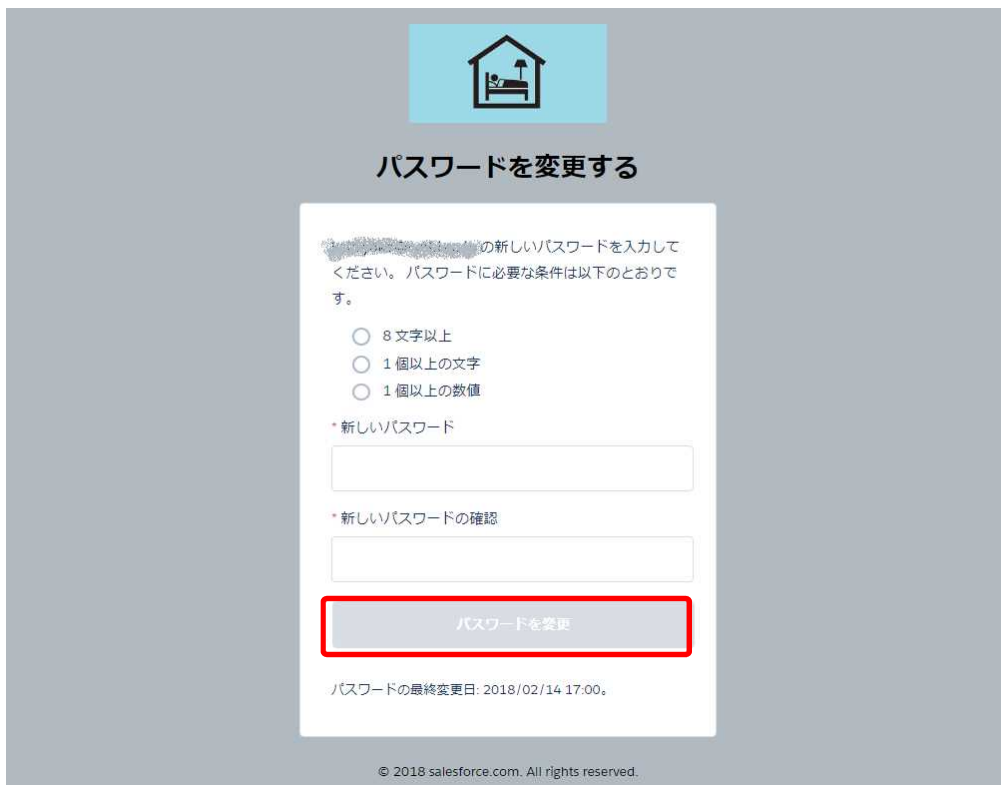 パスワードを変更する
の新しいパスワードを入力して
ください。 パスワードに必要な条件は以下のとおりで
す。
8 文字以上
1 個以上の文字
1 個以上の数値
* 新しいパスワード
* 新しいパスワードの確認
パスワードを変更
パスワードの最終変更日: 2018/02/14 17:00。
© 2018 salesforce.com. All rights reserved.